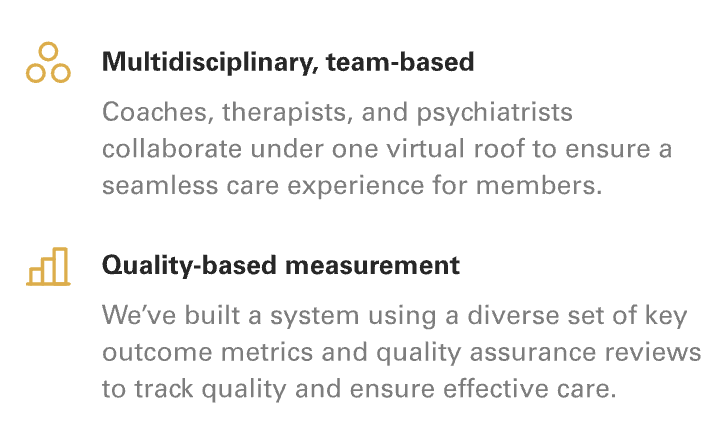 Multidisciplinary, team-based
Coaches, therapists, and psychiatrists
collaborate under one virtual roof to ensure a
seamless care experience for members.
Quality-based measurement
We’ve built a system using a diverse set of key
outcome metrics and quality assurance reviews
to track quality and ensure effective care.